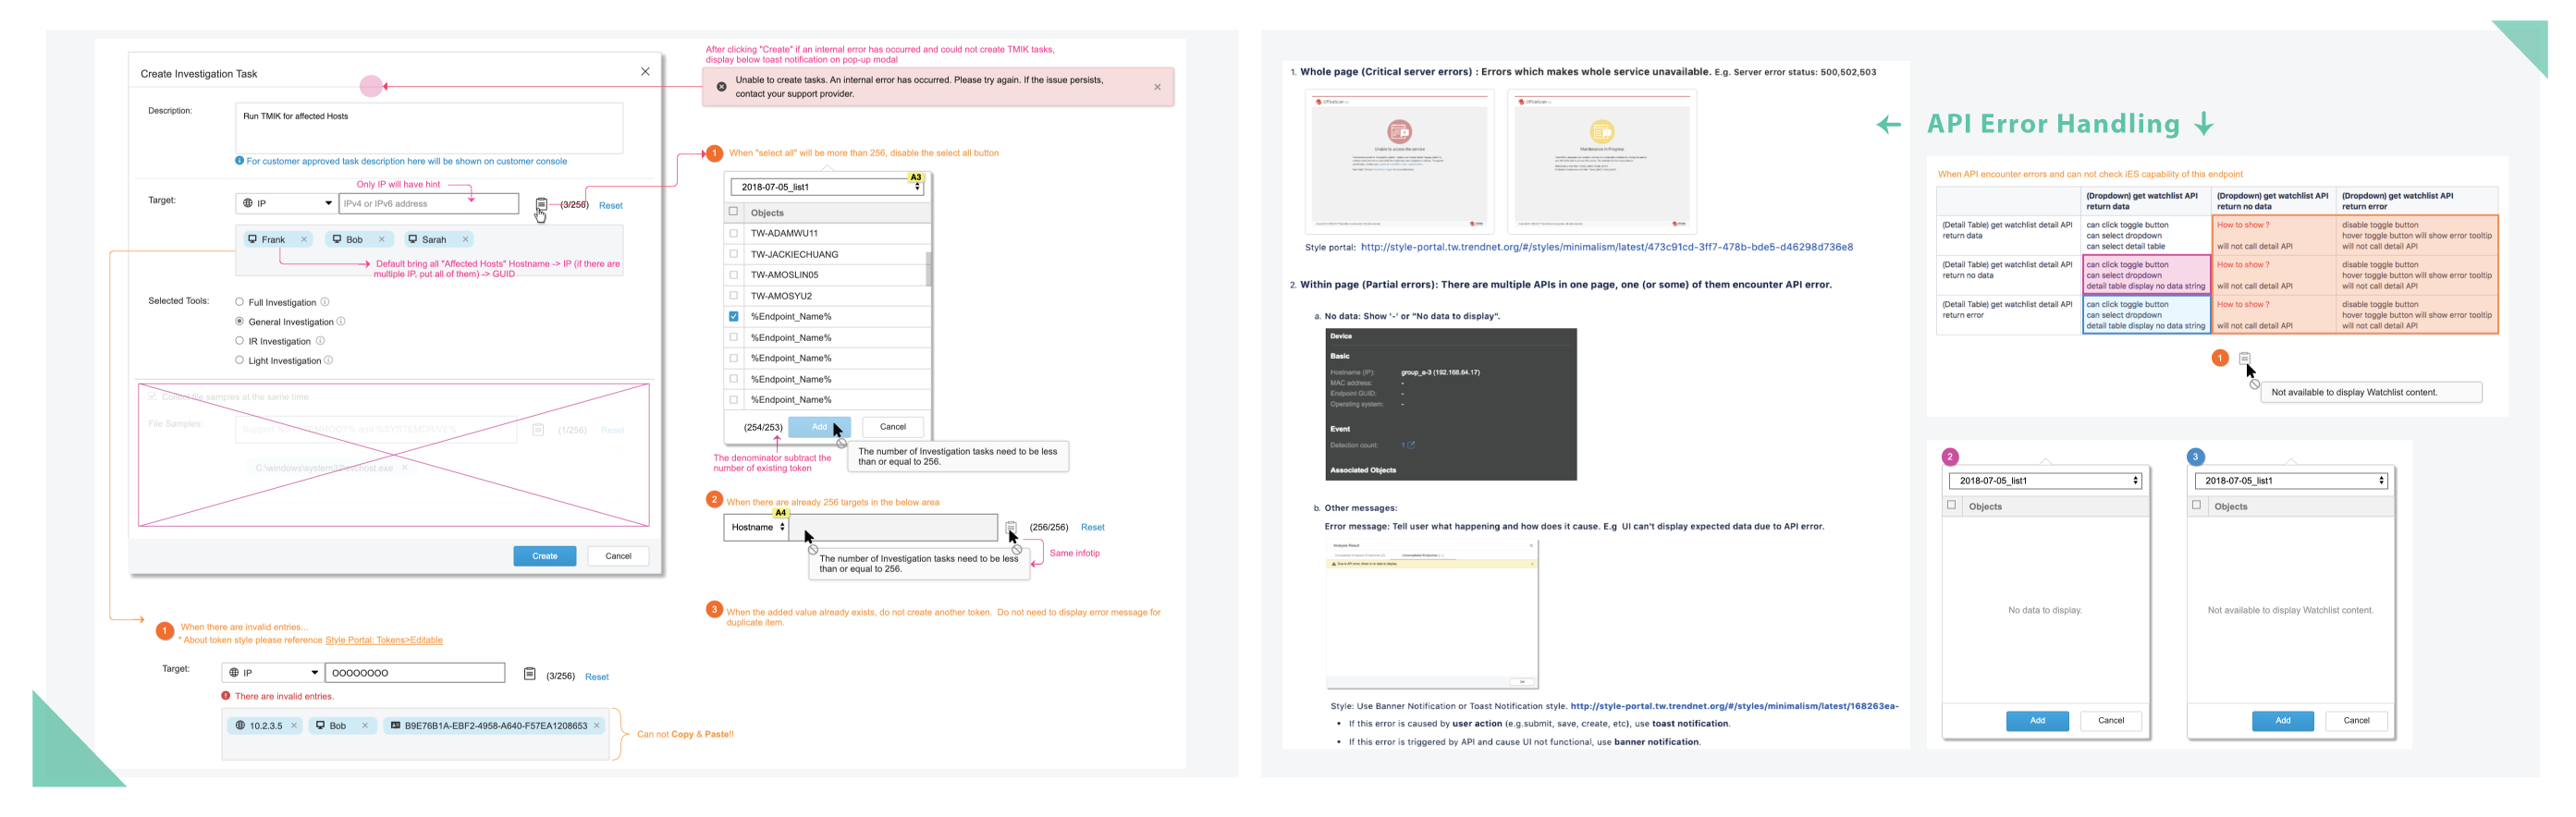 Create Investigation Task
Description:
Run TMIK for affected Hosts
For customer approved task description here will be shown on customer console
Only IP will have hint
Target:
IP
IPv4 or IPv6 address
(3/256)
Reset
Frank
Bob
Sarah
Default bring all "Affected Hosts" Hostname -> IP (if there are
multiple IP, put all of them) -> GUID
Selected Tools:
Full Investigation
General Investigation
IR Investigation
Light Investigation
Collect file samples at the same time
File Samples:
Support %SYSTEMROOT% and %SYSTEMDRIVE%
(1/256)
Reset
C:\windows\system32\svchost.exe
Create
Cancel
1
When there are invalid entries...
* About token style please reference Style Portal: Tokens>Editable
Target:
IP
OOOOOOOO
(3/256)
Reset
There are invalid entries.
10.2.3.5
Bob
B9E76B1A-EBF2-4958-A640-F57EA1208653
Can not Copy & Paste!!
After clicking "Create" if an internal error has occurred and could not create TMIK tasks,
display below toast notification on pop-up modal
Unable to create tasks. An internal error has occurred. Please try again. If the issue persists,
contact your support provider.
1
When "select all" will be more than 256, disable the select all button
A3
2018-07-05_list1
Objects
TW-ADAMWU11
TW-JACKIECHUANG
TW-AMOSLIN05
TW-AMOSYU2
%Endpoint_Name%
%Endpoint_Name%
%Endpoint_Name%
%Endpoint_Name%
%Endpoint_Name%
(254/253)
Add
Cancel
The denominator subtract the
number of existing token
The number of Investigation tasks need to be less
than or equal to 256.
2
When there are already 256 targets in the below area
A4
Hostname
(256/256)
Reset
The number of Investigation tasks need to be less
than or equal to 256.
Same infotip
3
When the added value already exists, do not create another token. Do not need to display error message for
duplicate item.
1. Whole page (Critical server errors) : Errors which makes whole service unavailable. E.g. Server error status: 500,502,503
Unable to access the service
Maintenance in Progress
Style portal: http://style-portal.tw.trendnet.org/#/styles/minimalism/latest/473c91cd-3ff7-478b-bde5-d46298d736e8
2. Within page (Partial errors): There are multiple APIs in one page, one (or some) of them encounter API error.
a. No data: Show '-' or "No data to display".
Device
Basic
Hostname (IP): group_a-3 (192.168.64.17)
MAC address: -
Endpoint GUID: -
Operating system: -
Event
Detection count: 1
Associated Objects
b. Other messages:
Error message: Tell user what happening and how does it cause. E.g UI can't display expected data due to API error.
Analysis Result
Style: Use Banner Notification or Toast Notification style. http://style-portal.tw.trendnet.org/#/styles/minimalism/latest/168263ea-
• If this error is caused by user action (e.g.submit, save, create, etc), use toast notification.
• If this error is triggered by API and cause UI not functional, use banner notification.
← API Error Handling ↓
When API encounter errors and can not check iES capability of this endpoint
(Dropdown) get watchlist API
return data
(Dropdown) get watchlist API
return no data
(Dropdown) get watchlist API
return error
(Detail Table) get watchlist detail API
return data
can click toggle button
can select dropdown
can select detail table
How to show ?
will not call detail API
disable toggle button
hover toggle button will show error tooltip
will not call detail API
(Detail Table) get watchlist detail API
return no data
can click toggle button
can select dropdown
detail table display no data string
How to show ?
will not call detail API
disable toggle button
hover toggle button will show error tooltip
will not call detail API
(Detail Table) get watchlist detail API
return error
can click toggle button
can select dropdown
detail table display no data string
How to show ?
will not call detail API
disable toggle button
hover toggle button will show error tooltip
will not call detail API
1
Not available to display Watchlist content.
2
2018-07-05_list1
Objects
No data to display.
Add
Cancel
3
2018-07-05_list1
Objects
Not available to display Watchlist content.
Add
Cancel